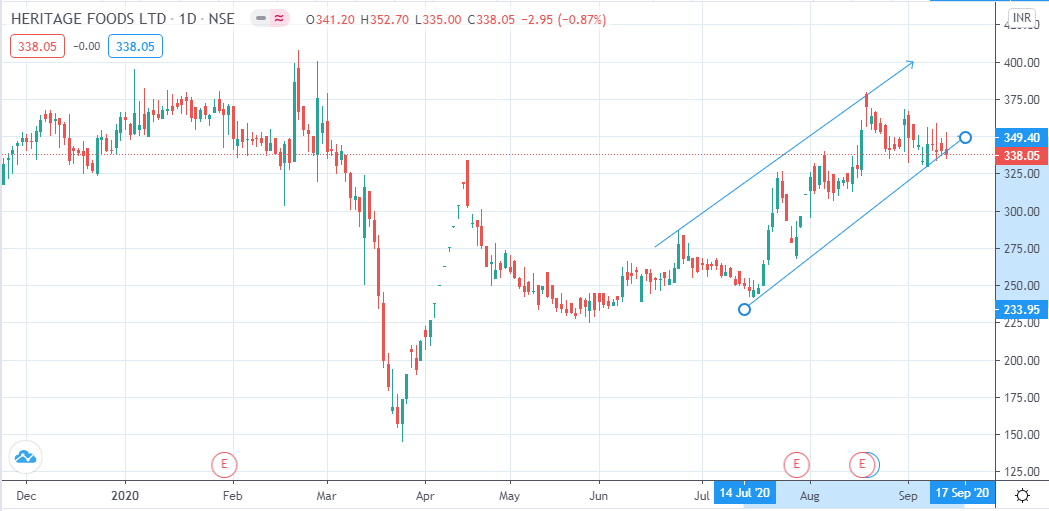 HERITAGE FOODS LTD · 1D · NSE O341.20 H352.70 L335.00 C338.05 −2.95 (−0.87%)
INR
338.05 −0.00 338.05
400.00
375.00
349.40
338.05
325.00
300.00
275.00
250.00
233.95
225.00
200.00
175.00
150.00
125.00
E E E
Dec 2020 Feb Mar Apr May Jun Jul 14 Jul '20 Aug Sep 17 Sep '20